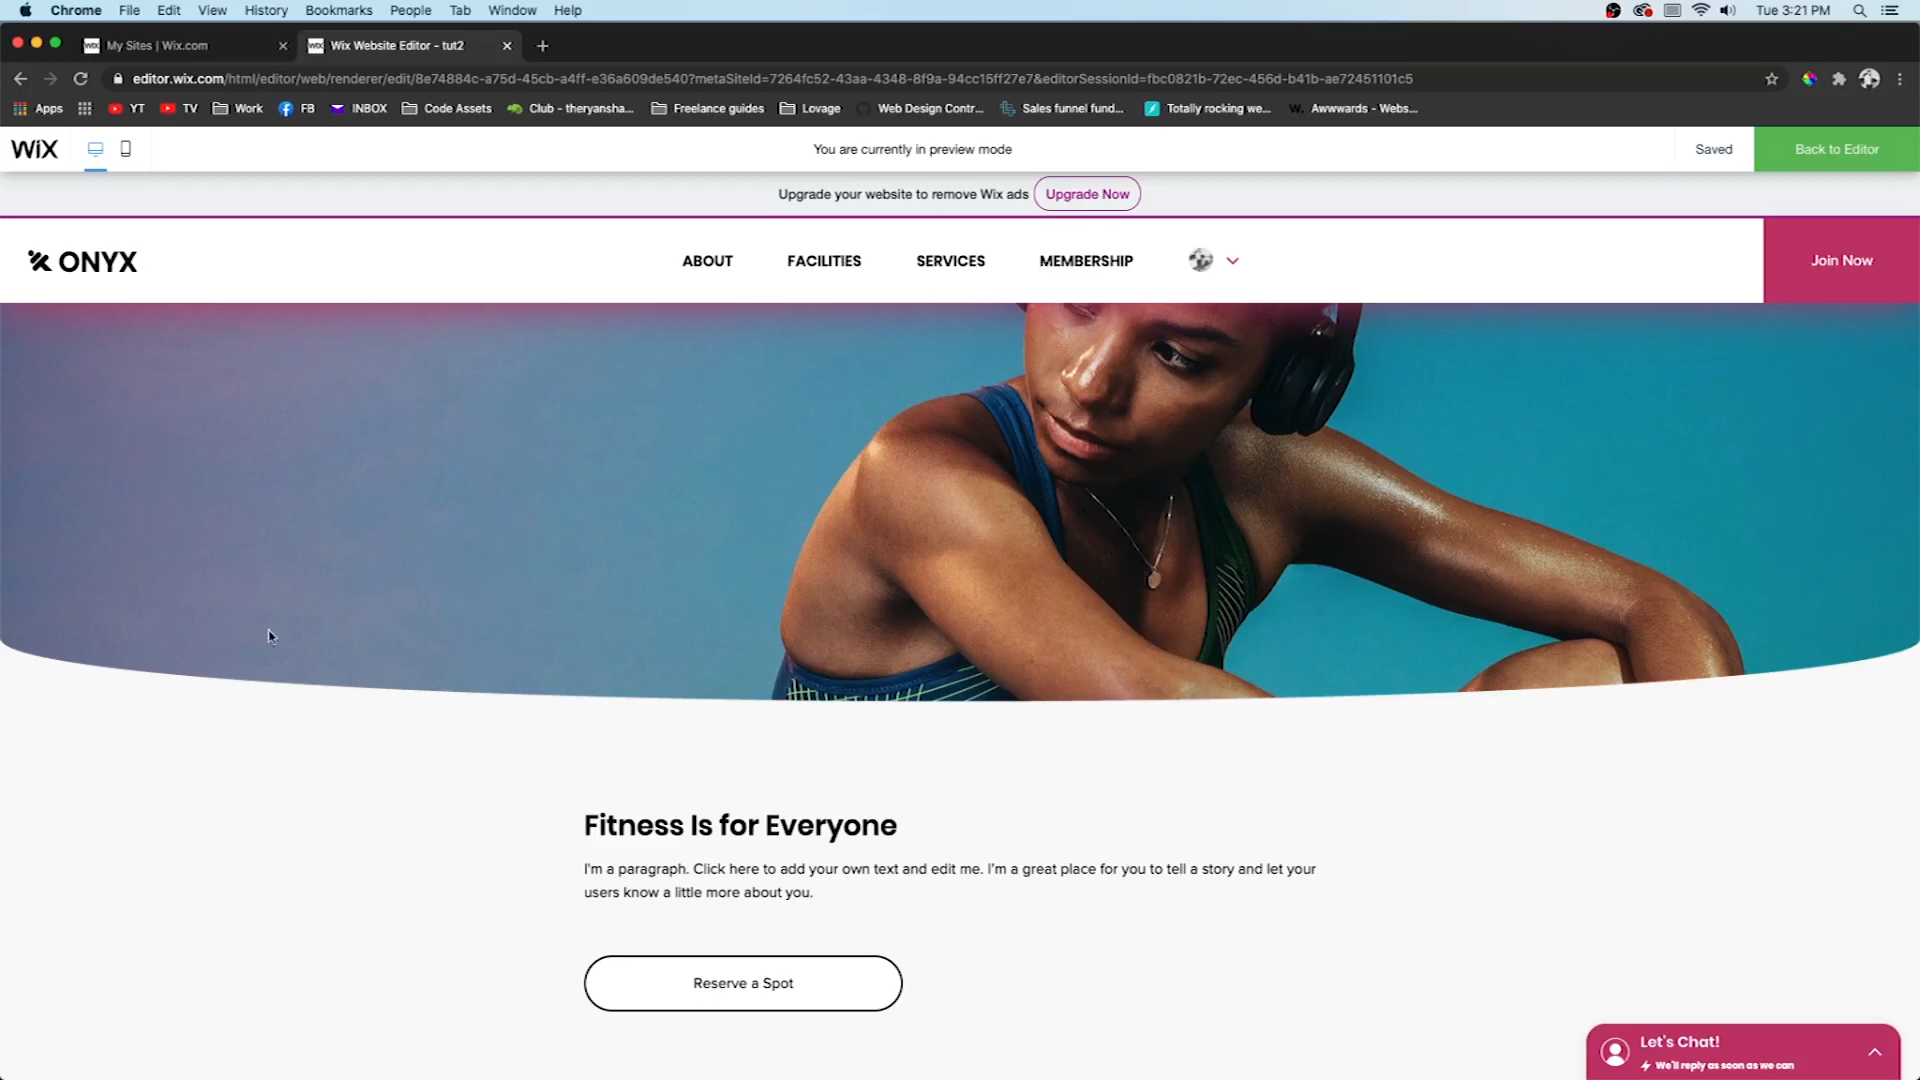 Chrome File Edit View History Bookmarks People Tab Window Help Tue 3:21 PM
My Sites | Wix.com Wix Website Editor - tut2
editor.wix.com/html/editor/web/renderer/edit/8e74884c-a75d-45cb-a4ff-e36a609de540?metaSiteId=7264fc52-43aa-4348-8f9a-94cc15ff27e7&editorSessionId=fbc0821b-72ec-456d-b41b-ae72451101c5
Apps YT TV Work FB INBOX Code Assets Club - theryansha... Freelance guides Lovage Web Design Contr... Sales funnel fund... Totally rocking we... W. Awwwards - Webs...
WiX You are currently in preview mode Saved Back to Editor
Upgrade your website to remove Wix ads Upgrade Now
ONYX ABOUT FACILITIES SERVICES MEMBERSHIP Join Now
Fitness Is for Everyone
I'm a paragraph. Click here to add your own text and edit me. I'm a great place for you to tell a story and let your
users know a little more about you.
Reserve a Spot
Let's Chat!
We'll reply as soon as we can